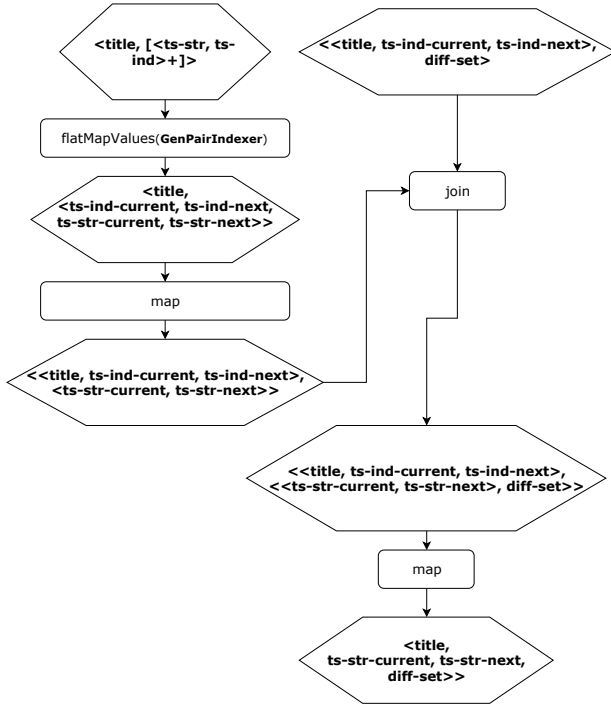 <title, [<ts-str, ts-
ind>+]>
flatMapValues(GenPairIndexer)
<title,
<ts-ind-current, ts-ind-next,
ts-str-current, ts-str-next>>
map
<<title, ts-ind-current, ts-ind-next>,
<ts-str-current, ts-str-next>>
<<title, ts-ind-current, ts-ind-next>,
diff-set>
join
<<title, ts-ind-current, ts-ind-next>,
<<ts-str-current, ts-str-next>, diff-set>>
map
<title,
ts-str-current, ts-str-next,
diff-set>>